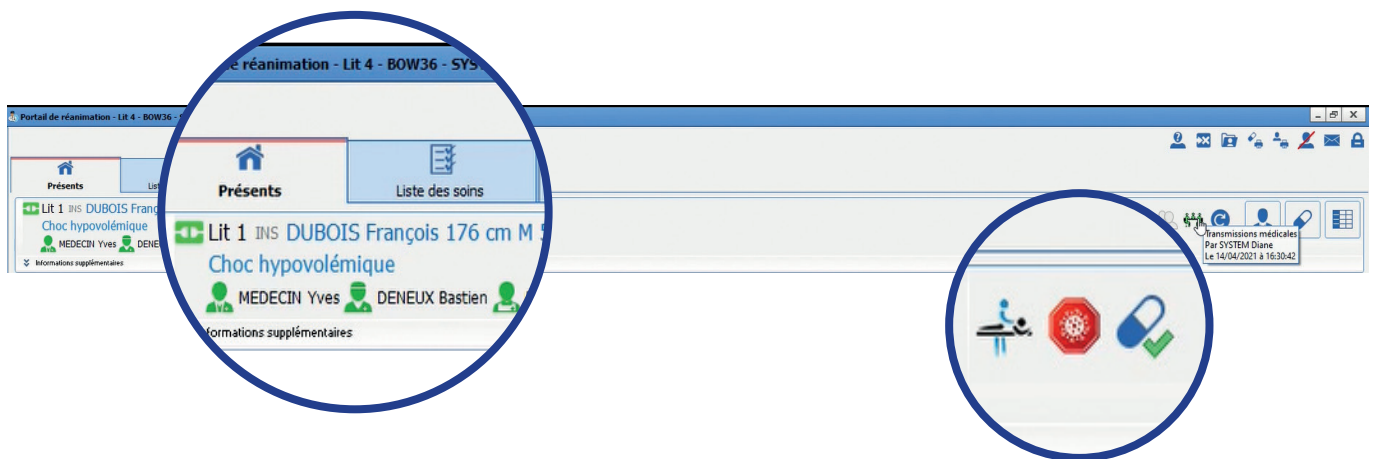 e réanimation - Lit 4 - BOW36 - SYS
Portail de réanimation - Lit 4 - BOW36 -
Présents
Liste des soins
Présents
Lit 1 INS DUBOIS François 176 cm M
Choc hypovolémique
MEDECIN Yves DENEUX Bastien
formations supplémentaires
Lit 1 INS DUBOIS Franç
Choc hypovolémique
MEDECIN Yves DENE
Informations supplémentaires
Transmissions médicales
Par SYSTEM Diane
Le 14/04/2021 à 16:30:42